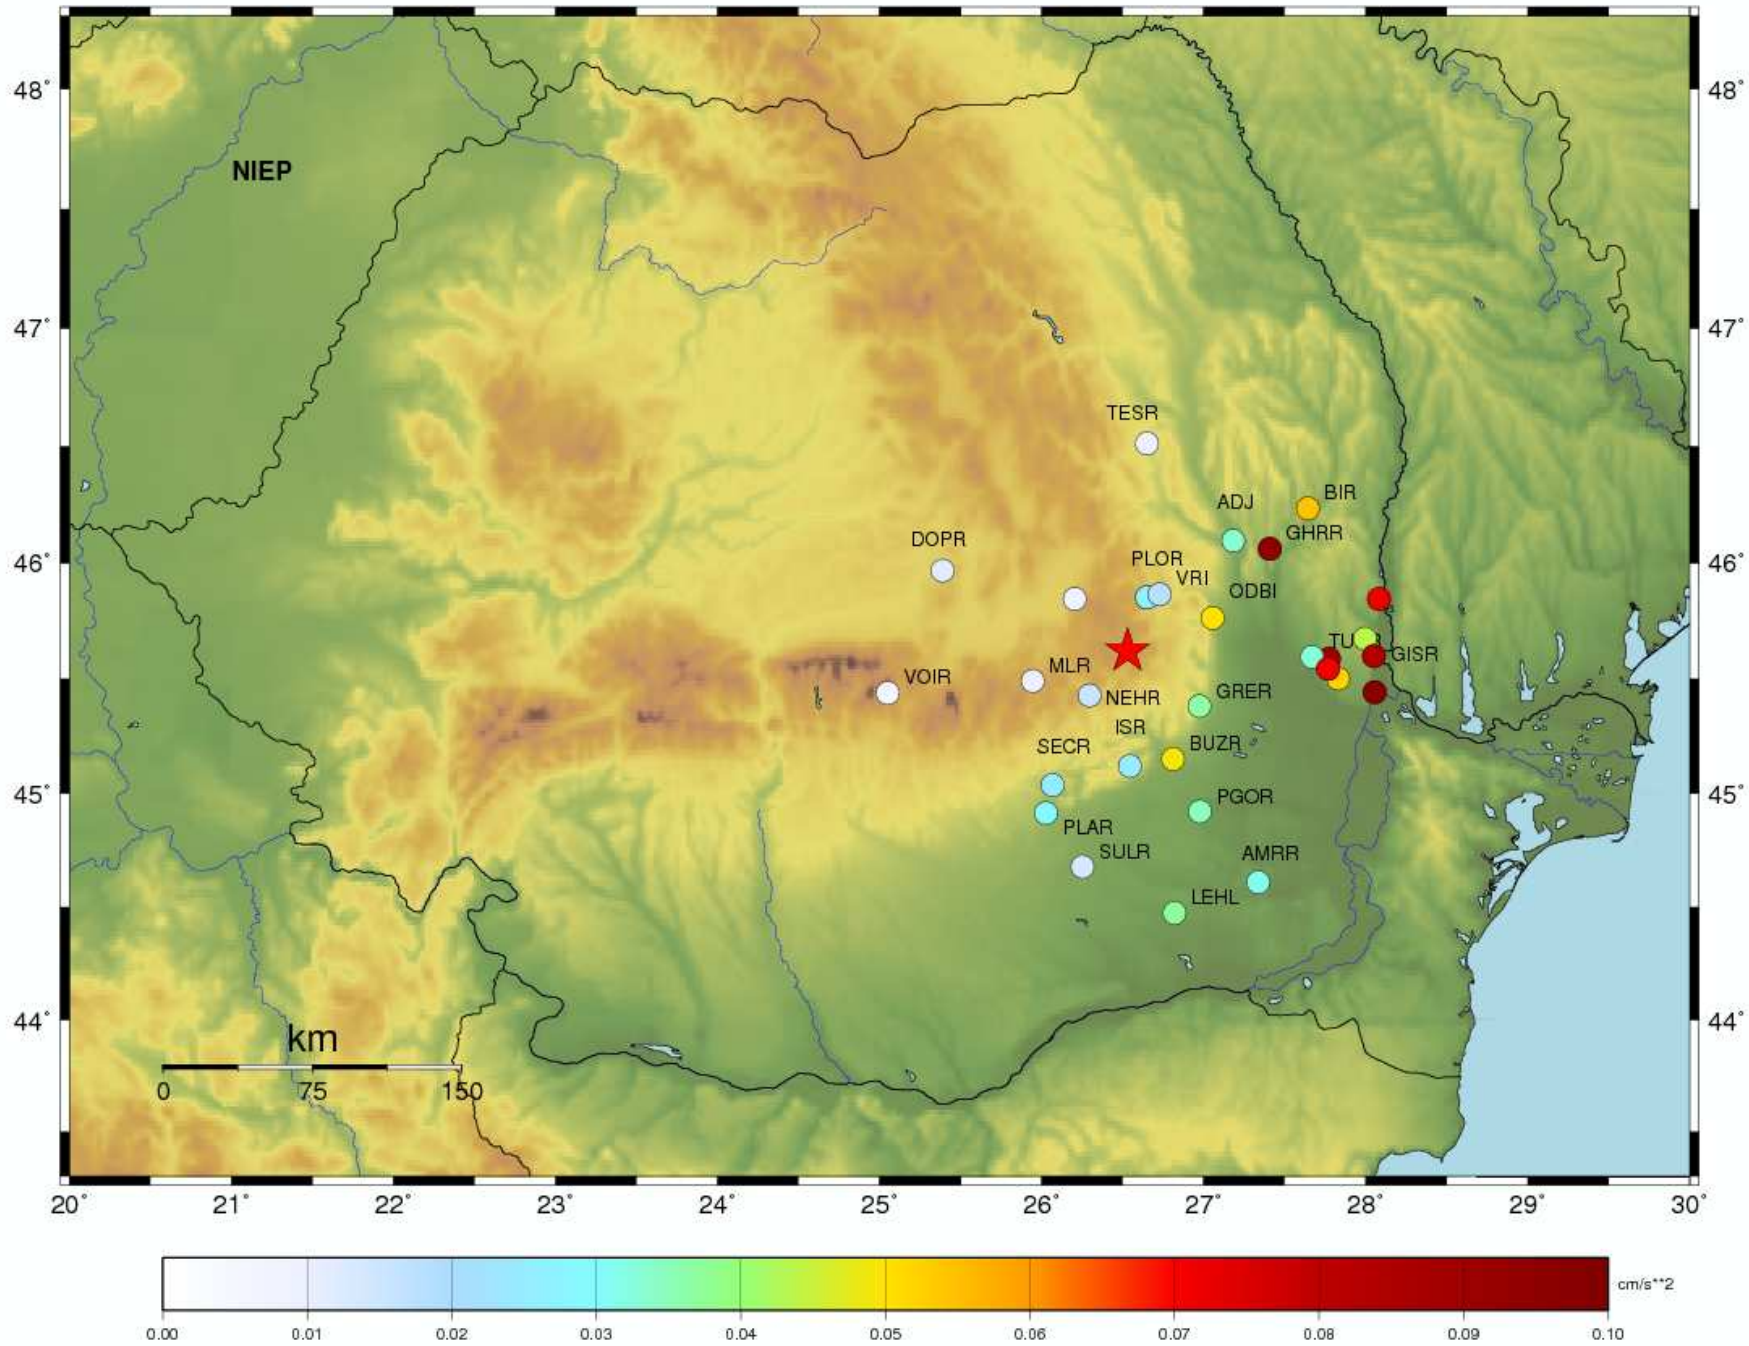 48° 48°
NIEP
47° 47°
TESR
BIR
ADJ
GHRR
DOPR
46° 46°
PLOR
VRI
ODBI
GISR
MLR
VOIR
GRER
NEHR
ISR
BUZR
SECR
45° 45°
PGOR
PLAR
SULR
AMRR
LEHL
44° 44°
km
0 75 150
20° 21° 22° 23° 24° 25° 26° 27° 28° 29° 30°
cm/s**2
0.00 0.01 0.02 0.03 0.04 0.05 0.06 0.07 0.08 0.09 0.10